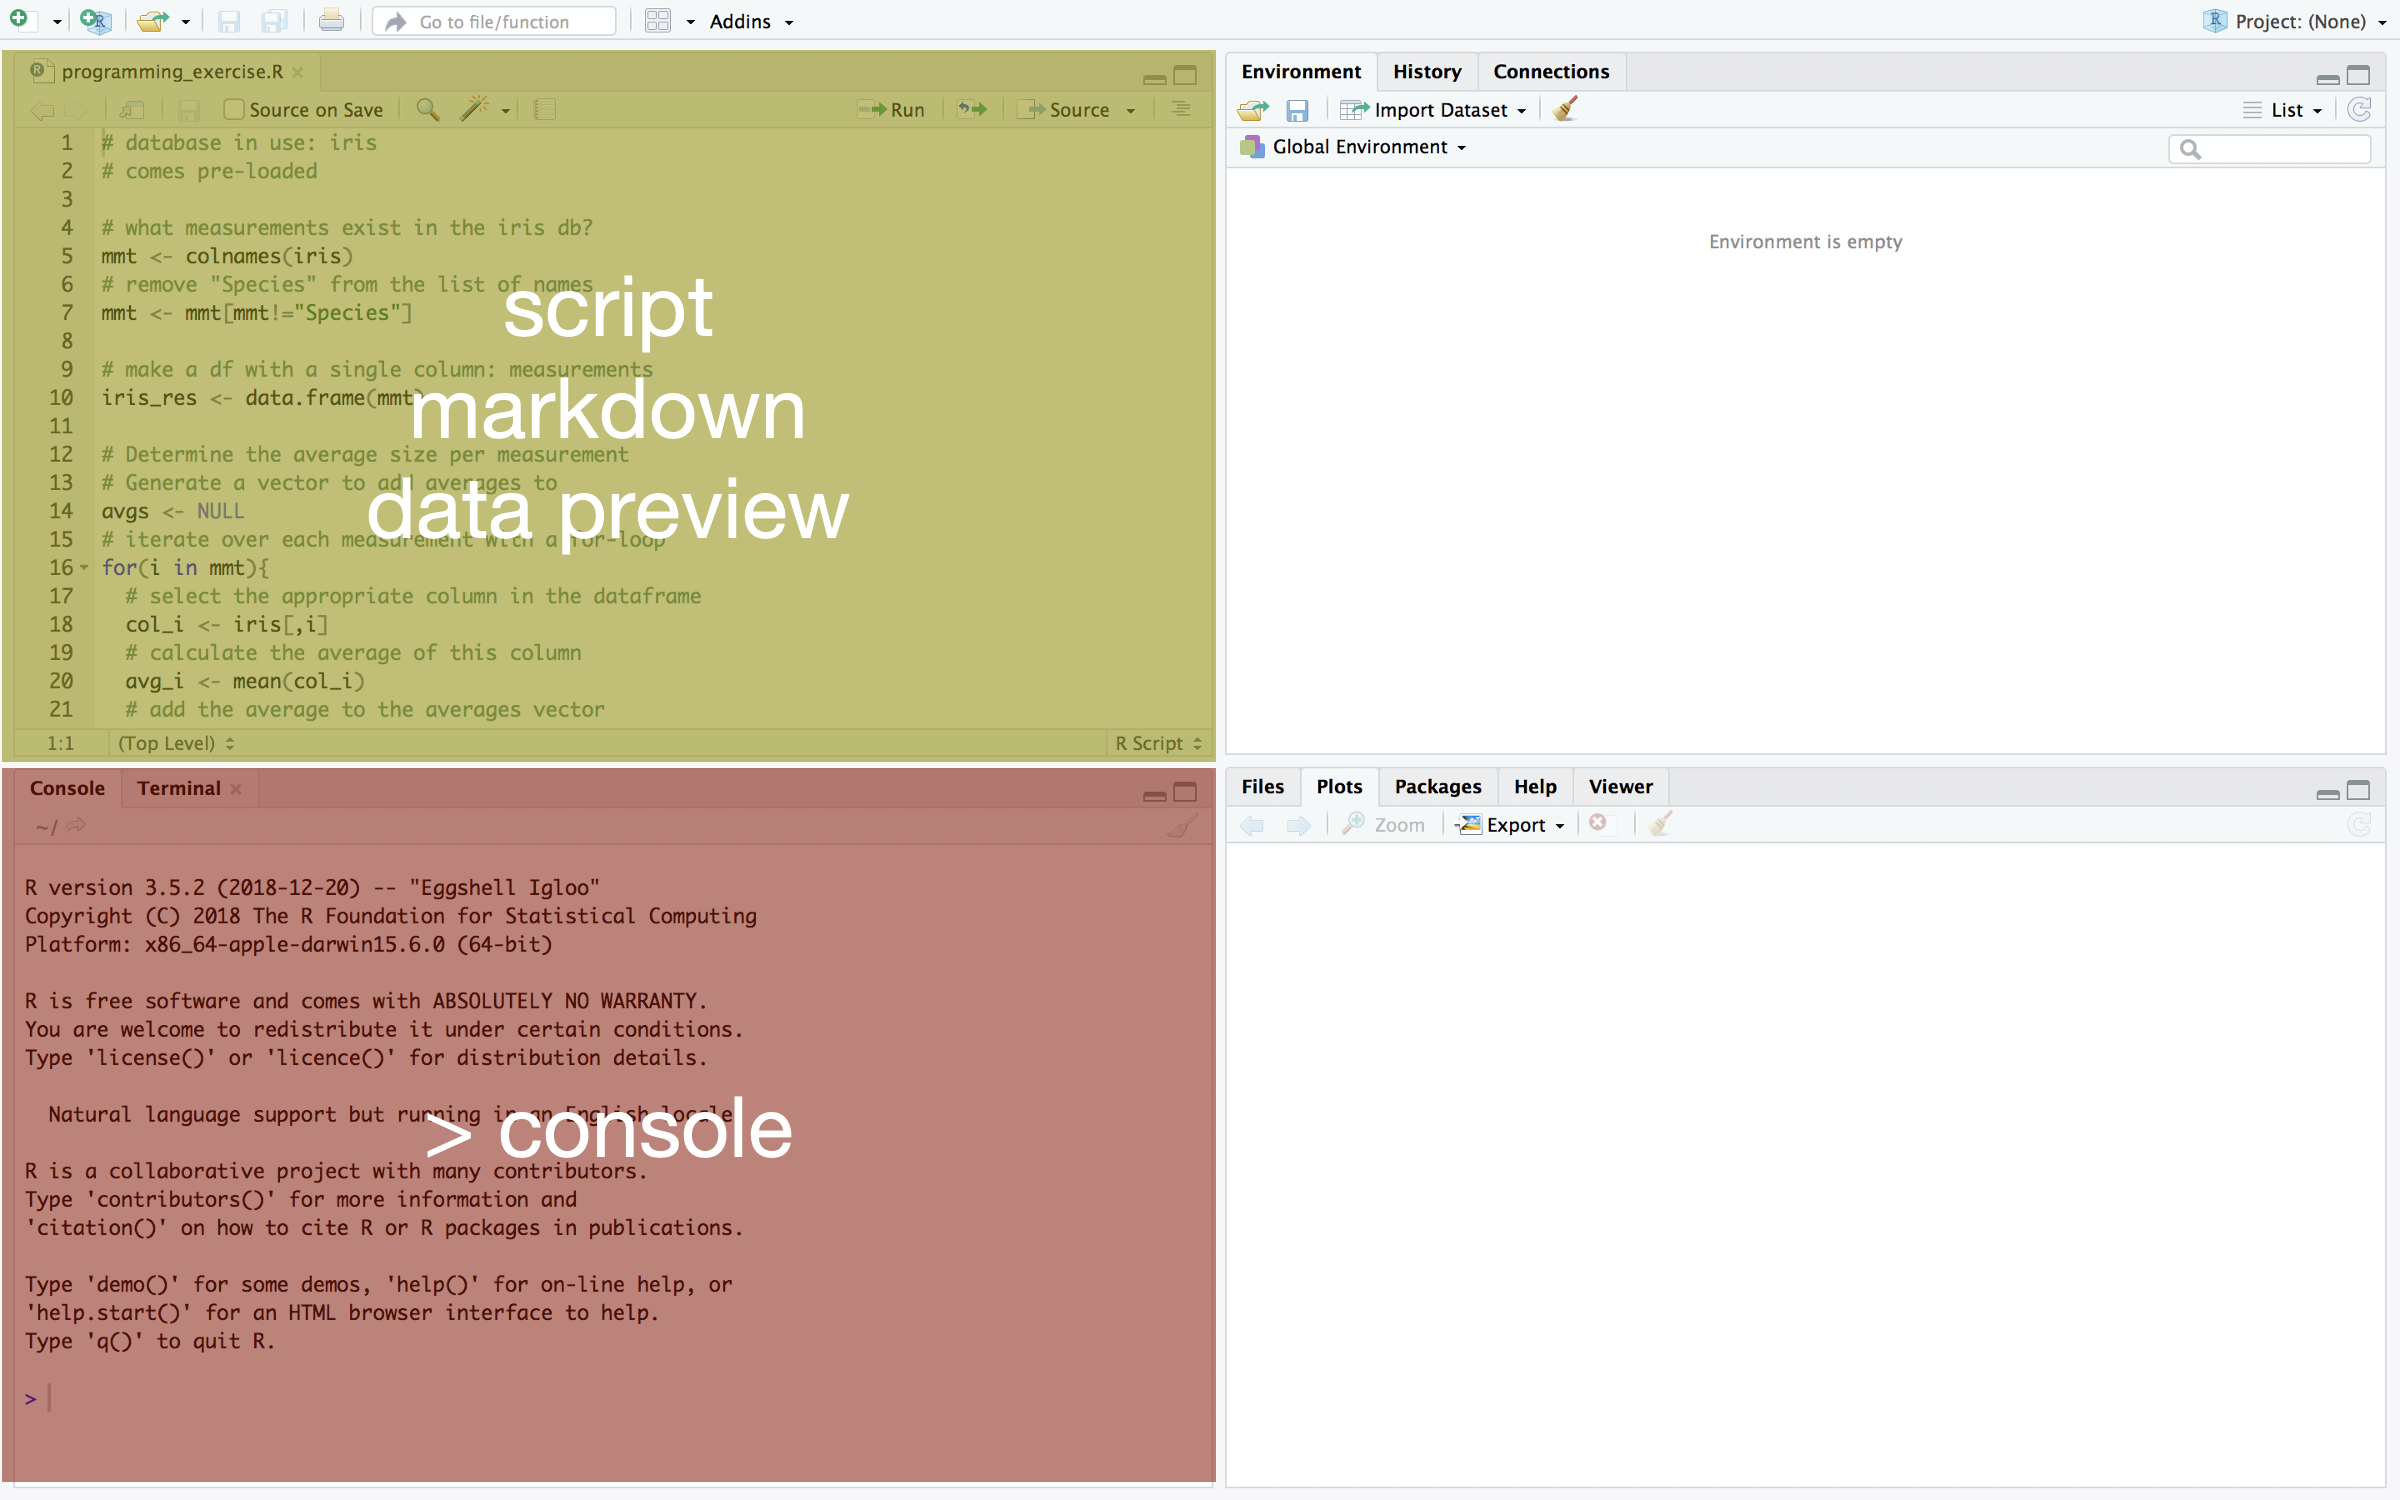 Go to file/function
Addins
Project: (None)
programming_exercise.R
Source on Save
Run
Source
1 # database in use: iris
2 # comes pre-loaded
3
4 # what measurements exist in the iris db?
5 mmt <- colnames(iris)
6 # remove "Species" from the list of names
7 mmt <- mmt[mmt!="Species"]
8
9 # make a df with a single column: measurements
10 iris_res <- data.frame(mmt)
11
12 # Determine the average size per measurement
13 # Generate a vector to add averages to
14 avgs <- NULL
15 # iterate over each measurement with a for-loop
16 for(i in mmt){
17 # select the appropriate column in the dataframe
18 col_i <- iris[,i]
19 # calculate the average of this column
20 avg_i <- mean(col_i)
21 # add the average to the averages vector
script
markdown
data preview
1:1 (Top Level) R Script
Console Terminal
~/
R version 3.5.2 (2018-12-20) -- "Eggshell Igloo"
Copyright (C) 2018 The R Foundation for Statistical Computing
Platform: x86_64-apple-darwin15.6.0 (64-bit)
R is free software and comes with ABSOLUTELY NO WARRANTY.
You are welcome to redistribute it under certain conditions.
Type 'license()' or 'licence()' for distribution details.
Natural language support but running in an English locale
R is a collaborative project with many contributors.
Type 'contributors()' for more information and
'citation()' on how to cite R or R packages in publications.
Type 'demo()' for some demos, 'help()' for on-line help, or
'help.start()' for an HTML browser interface to help.
Type 'q()' to quit R.
>
> console
Environment History Connections
Import Dataset
List
Global Environment
Environment is empty
Files Plots Packages Help Viewer
Zoom
Export